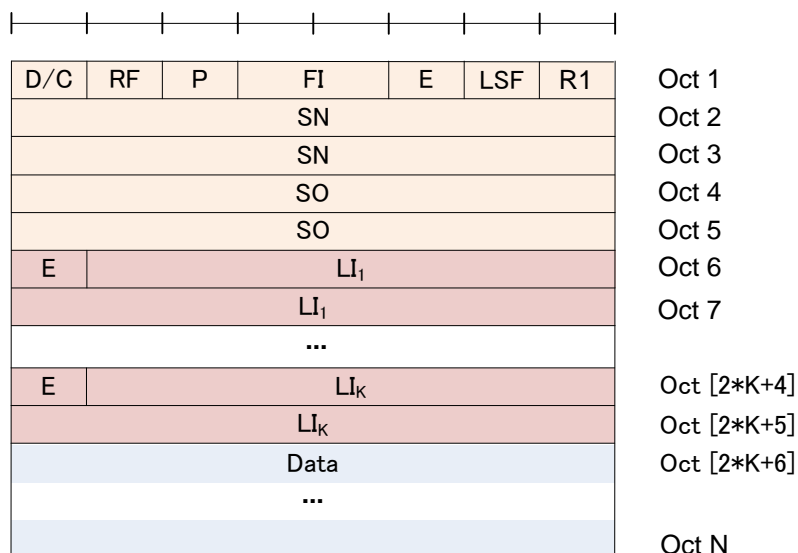 D/C RF P FI E LSF R1 Oct 1
SN Oct 2
SN Oct 3
SO Oct 4
SO Oct 5
E LI₁ Oct 6
LI₁ Oct 7
...
E LIₖ Oct [2*K+4]
LIₖ Oct [2*K+5]
Data Oct [2*K+6]
...
Oct N